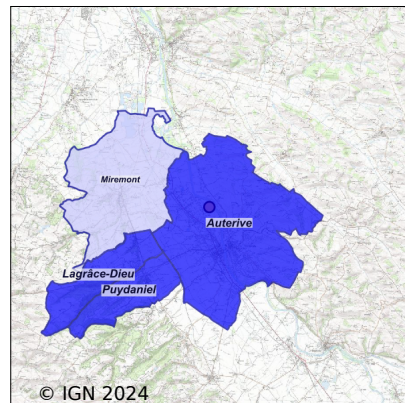 Miremont
Auterive
Lagrâce-Dieu
Puydaniel
© IGN 2024